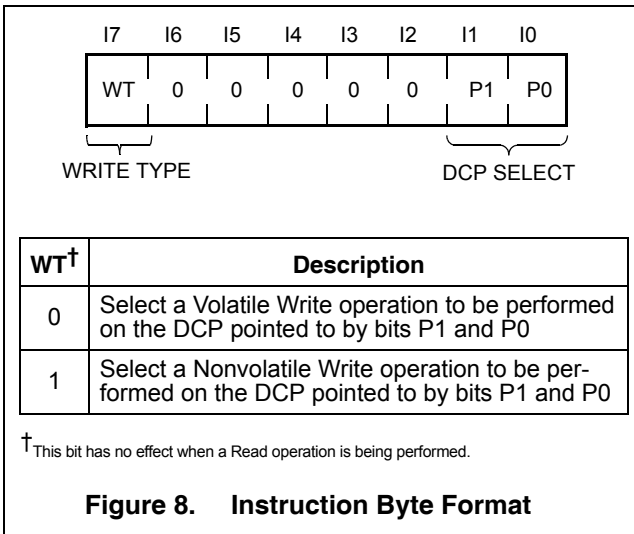 I7 I6 I5 I4 I3 I2 I1 I0
WT 0 0 0 0 0 P1 P0
WRITE TYPE DCP SELECT
WT† Description
0 Select a Volatile Write operation to be performed
on the DCP pointed to by bits P1 and P0
1 Select a Nonvolatile Write operation to be per-
formed on the DCP pointed to by bits P1 and P0
†This bit has no effect when a Read operation is being performed.
Figure 8. Instruction Byte Format